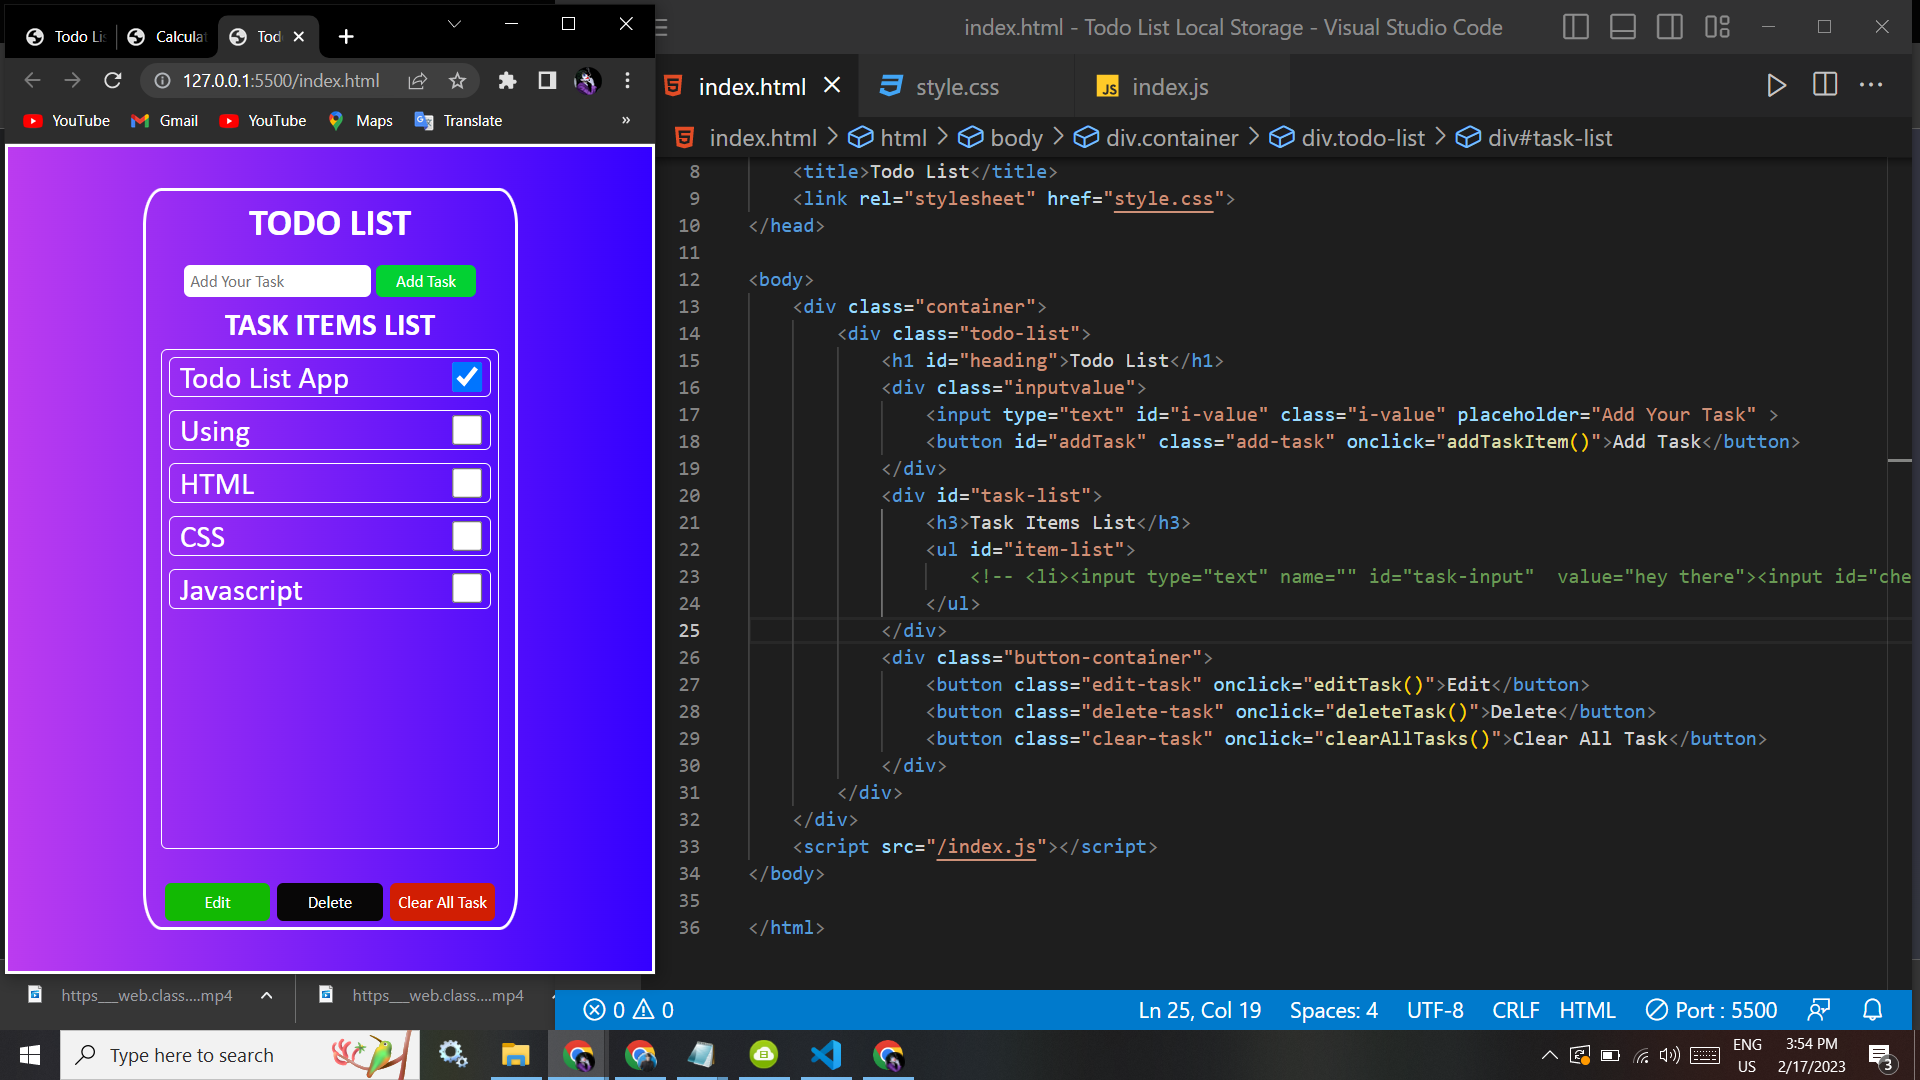 Todo Lis
Calculat
Tod
127.0.0.1:5500/index.html
YouTube
Gmail
YouTube
Maps
Translate
»
TODO LIST
Add Your Task
Add Task
TASK ITEMS LIST
Todo List App
Using
HTML
CSS
Javascript
Edit
Delete
Clear All Task
https___web.class....mp4
https___web.class....mp4
index.html - Todo List Local Storage - Visual Studio Code
index.html
style.css
JS index.js
index.html > html > body > div.container > div.todo-list > div#task-list
8 <title>Todo List</title>
9 <link rel="stylesheet" href="style.css">
10 </head>
11
12 <body>
13 <div class="container">
14 <div class="todo-list">
15 <h1 id="heading">Todo List</h1>
16 <div class="inputvalue">
17 <input type="text" id="i-value" class="i-value" placeholder="Add Your Task" >
18 <button id="addTask" class="add-task" onclick="addTaskItem()">Add Task</button>
19 </div>
20 <div id="task-list">
21 <h3>Task Items List</h3>
22 <ul id="item-list">
23 <!-- <li><input type="text" name="" id="task-input"  value="hey there"><input id="che
24 </ul>
25 </div>
26 <div class="button-container">
27 <button class="edit-task" onclick="editTask()">Edit</button>
28 <button class="delete-task" onclick="deleteTask()">Delete</button>
29 <button class="clear-task" onclick="clearAllTasks()">Clear All Task</button>
30 </div>
31 </div>
32 </div>
33 <script src="/index.js"></script>
34 </body>
35
36 </html>
0 0
Ln 25, Col 19
Spaces: 4
UTF-8
CRLF
HTML
Port : 5500
Type here to search
ENG
US
3:54 PM
2/17/2023
3